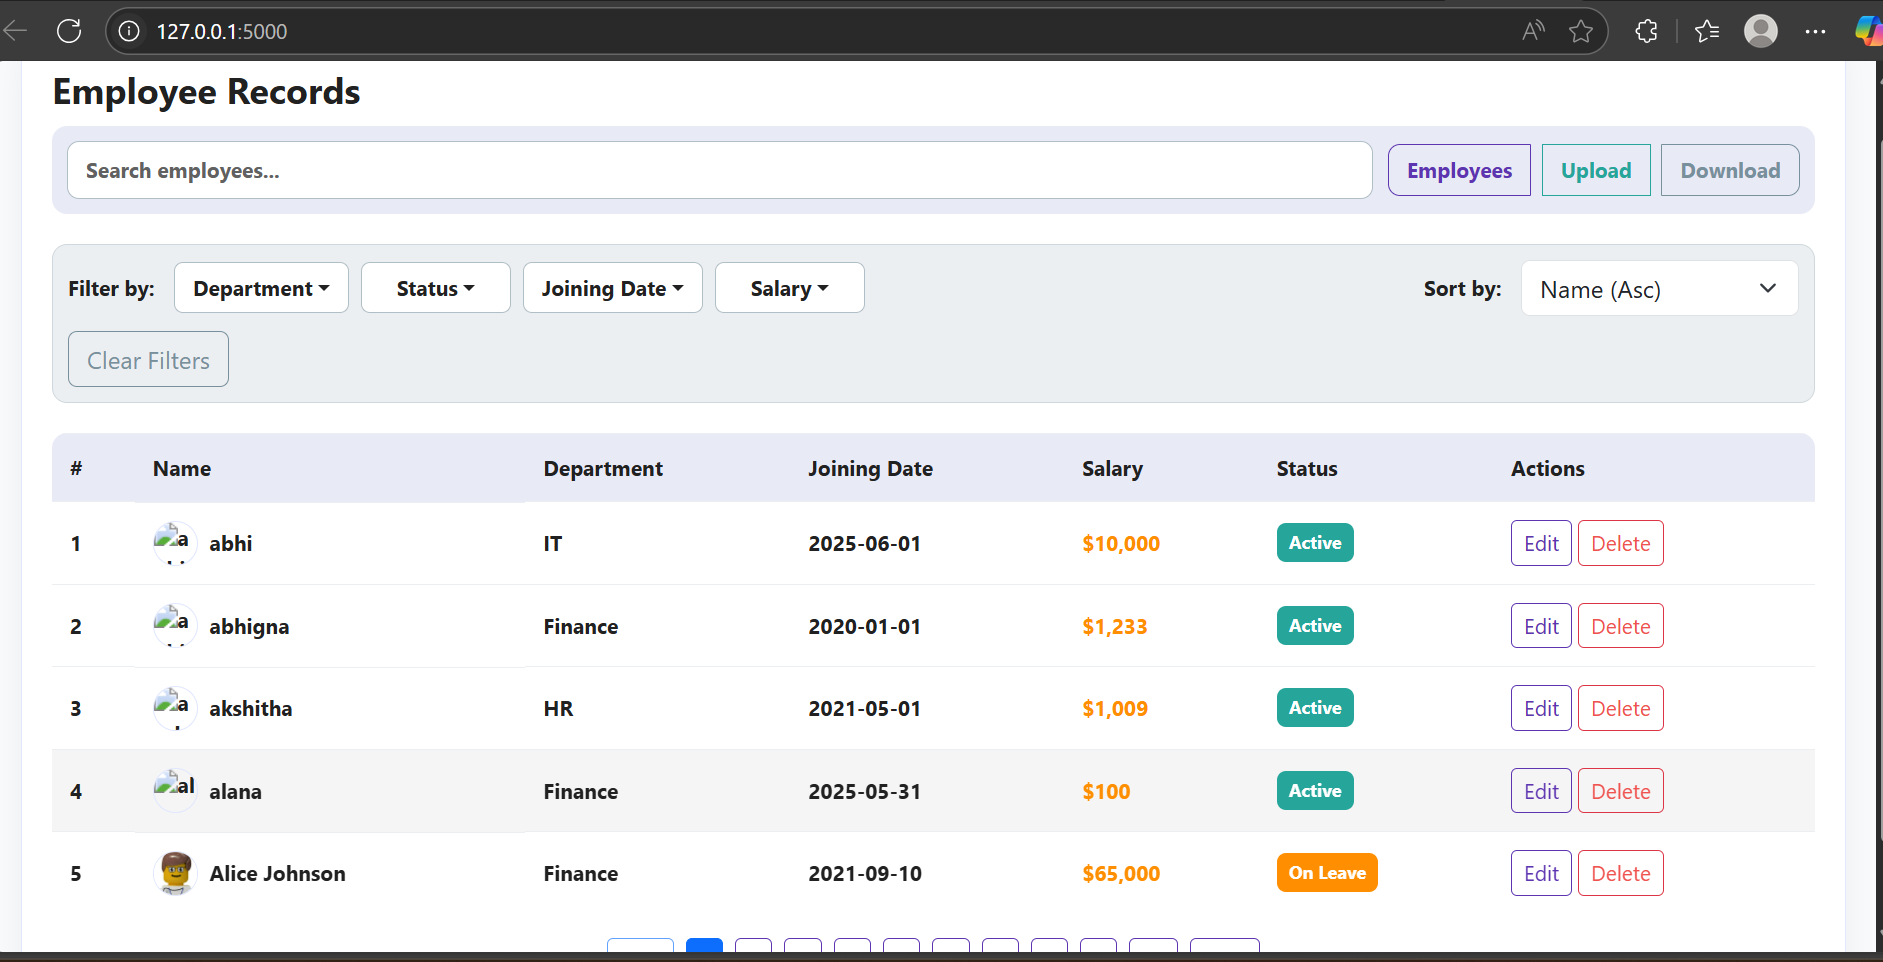 127.0.0.1:5000
Employee Records
Search employees...
Employees
Upload
Download
Filter by:
Department
Status
Joining Date
Salary
Sort by:
Name (Asc)
Clear Filters
# Name Department Joining Date Salary Status Actions
1 a abhi IT 2025-06-01 $10,000 Active Edit Delete
2 a abhigna Finance 2020-01-01 $1,233 Active Edit Delete
3 a akshitha HR 2021-05-01 $1,009 Active Edit Delete
4 al alana Finance 2025-05-31 $100 Active Edit Delete
5 Alice Johnson Finance 2021-09-10 $65,000 On Leave Edit Delete